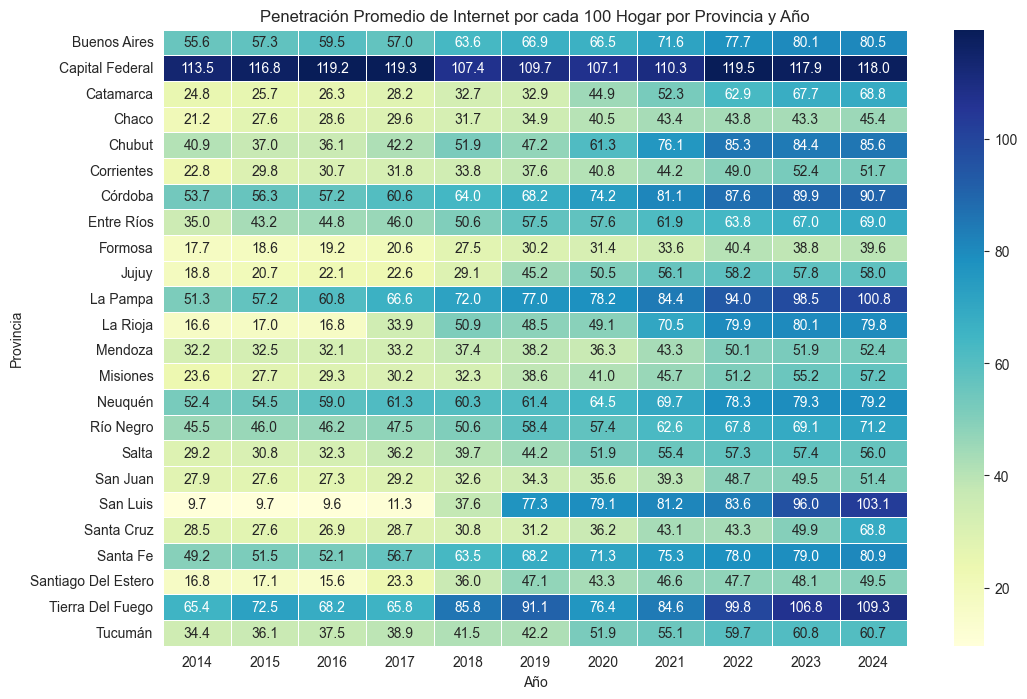 Penetración Promedio de Internet por cada 100 Hogar por Provincia y Año
Buenos Aires 55.6 57.3 59.5 57.0 63.6 66.9 66.5 71.6 77.7 80.1 80.5
Capital Federal 113.5 116.8 119.2 119.3 107.4 109.7 107.1 110.3 119.5 117.9 118.0
Catamarca 24.8 25.7 26.3 28.2 32.7 32.9 44.9 52.3 62.9 67.7 68.8
Chaco 21.2 27.6 28.6 29.6 31.7 34.9 40.5 43.4 43.8 43.3 45.4
Chubut 40.9 37.0 36.1 42.2 51.9 47.2 61.3 76.1 85.3 84.4 85.6
Corrientes 22.8 29.8 30.7 31.8 33.8 37.6 40.8 44.2 49.0 52.4 51.7
Córdoba 53.7 56.3 57.2 60.6 64.0 68.2 74.2 81.1 87.6 89.9 90.7
Entre Ríos 35.0 43.2 44.8 46.0 50.6 57.5 57.6 61.9 63.8 67.0 69.0
Formosa 17.7 18.6 19.2 20.6 27.5 30.2 31.4 33.6 40.4 38.8 39.6
Jujuy 18.8 20.7 22.1 22.6 29.1 45.2 50.5 56.1 58.2 57.8 58.0
La Pampa 51.3 57.2 60.8 66.6 72.0 77.0 78.2 84.4 94.0 98.5 100.8
La Rioja 16.6 17.0 16.8 33.9 50.9 48.5 49.1 70.5 79.9 80.1 79.8
Mendoza 32.2 32.5 32.1 33.2 37.4 38.2 36.3 43.3 50.1 51.9 52.4
Misiones 23.6 27.7 29.3 30.2 32.3 38.6 41.0 45.7 51.2 55.2 57.2
Neuquén 52.4 54.5 59.0 61.3 60.3 61.4 64.5 69.7 78.3 79.3 79.2
Río Negro 45.5 46.0 46.2 47.5 50.6 58.4 57.4 62.6 67.8 69.1 71.2
Salta 29.2 30.8 32.3 36.2 39.7 44.2 51.9 55.4 57.3 57.4 56.0
San Juan 27.9 27.6 27.3 29.2 32.6 34.3 35.6 39.3 48.7 49.5 51.4
San Luis 9.7 9.7 9.6 11.3 37.6 77.3 79.1 81.2 83.6 96.0 103.1
Santa Cruz 28.5 27.6 26.9 28.7 30.8 31.2 36.2 43.1 43.3 49.9 68.8
Santa Fe 49.2 51.5 52.1 56.7 63.5 68.2 71.3 75.3 78.0 79.0 80.9
Santiago Del Estero 16.8 17.1 15.6 23.3 36.0 47.1 43.3 46.6 47.7 48.1 49.5
Tierra Del Fuego 65.4 72.5 68.2 65.8 85.8 91.1 76.4 84.6 99.8 106.8 109.3
Tucumán 34.4 36.1 37.5 38.9 41.5 42.2 51.9 55.1 59.7 60.8 60.7
2014 2015 2016 2017 2018 2019 2020 2021 2022 2023 2024
Año
Provincia
100
80
60
40
20